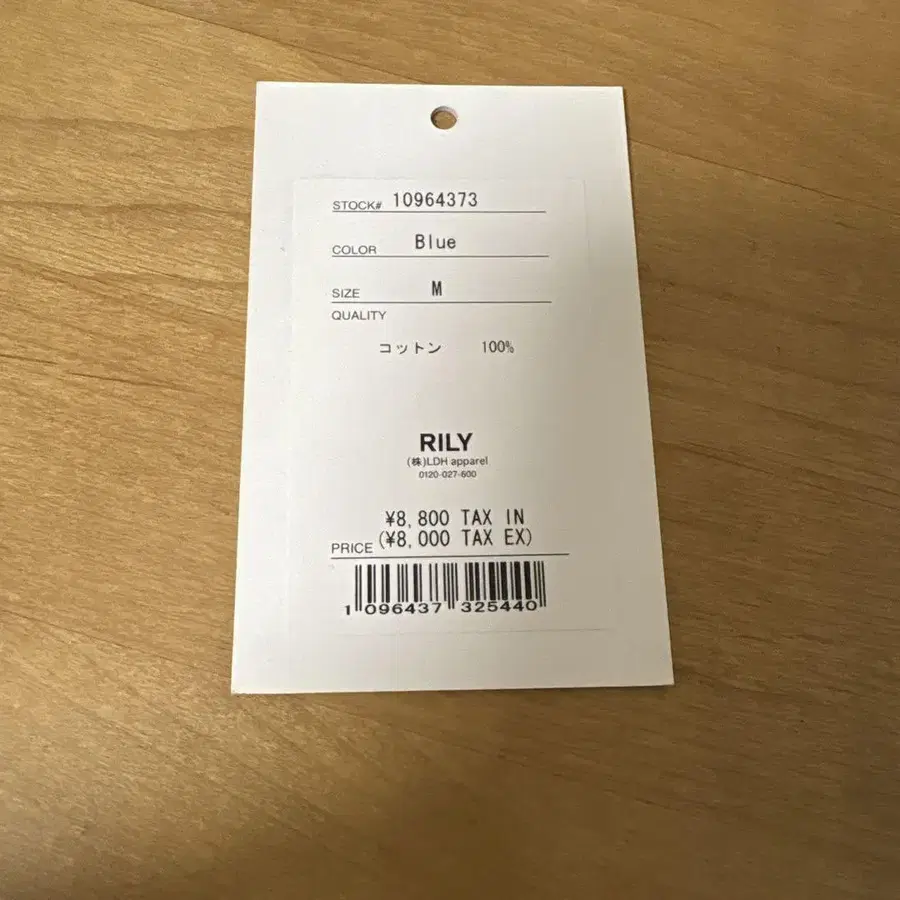 STOCK# 10964373
COLOR Blue
SIZE M
QUALITY
コットン 100%
RILY
(株)LDH apparel
0120-027-600
¥8,800 TAX IN
PRICE (¥8,000 TAX EX)
1 096437 325440